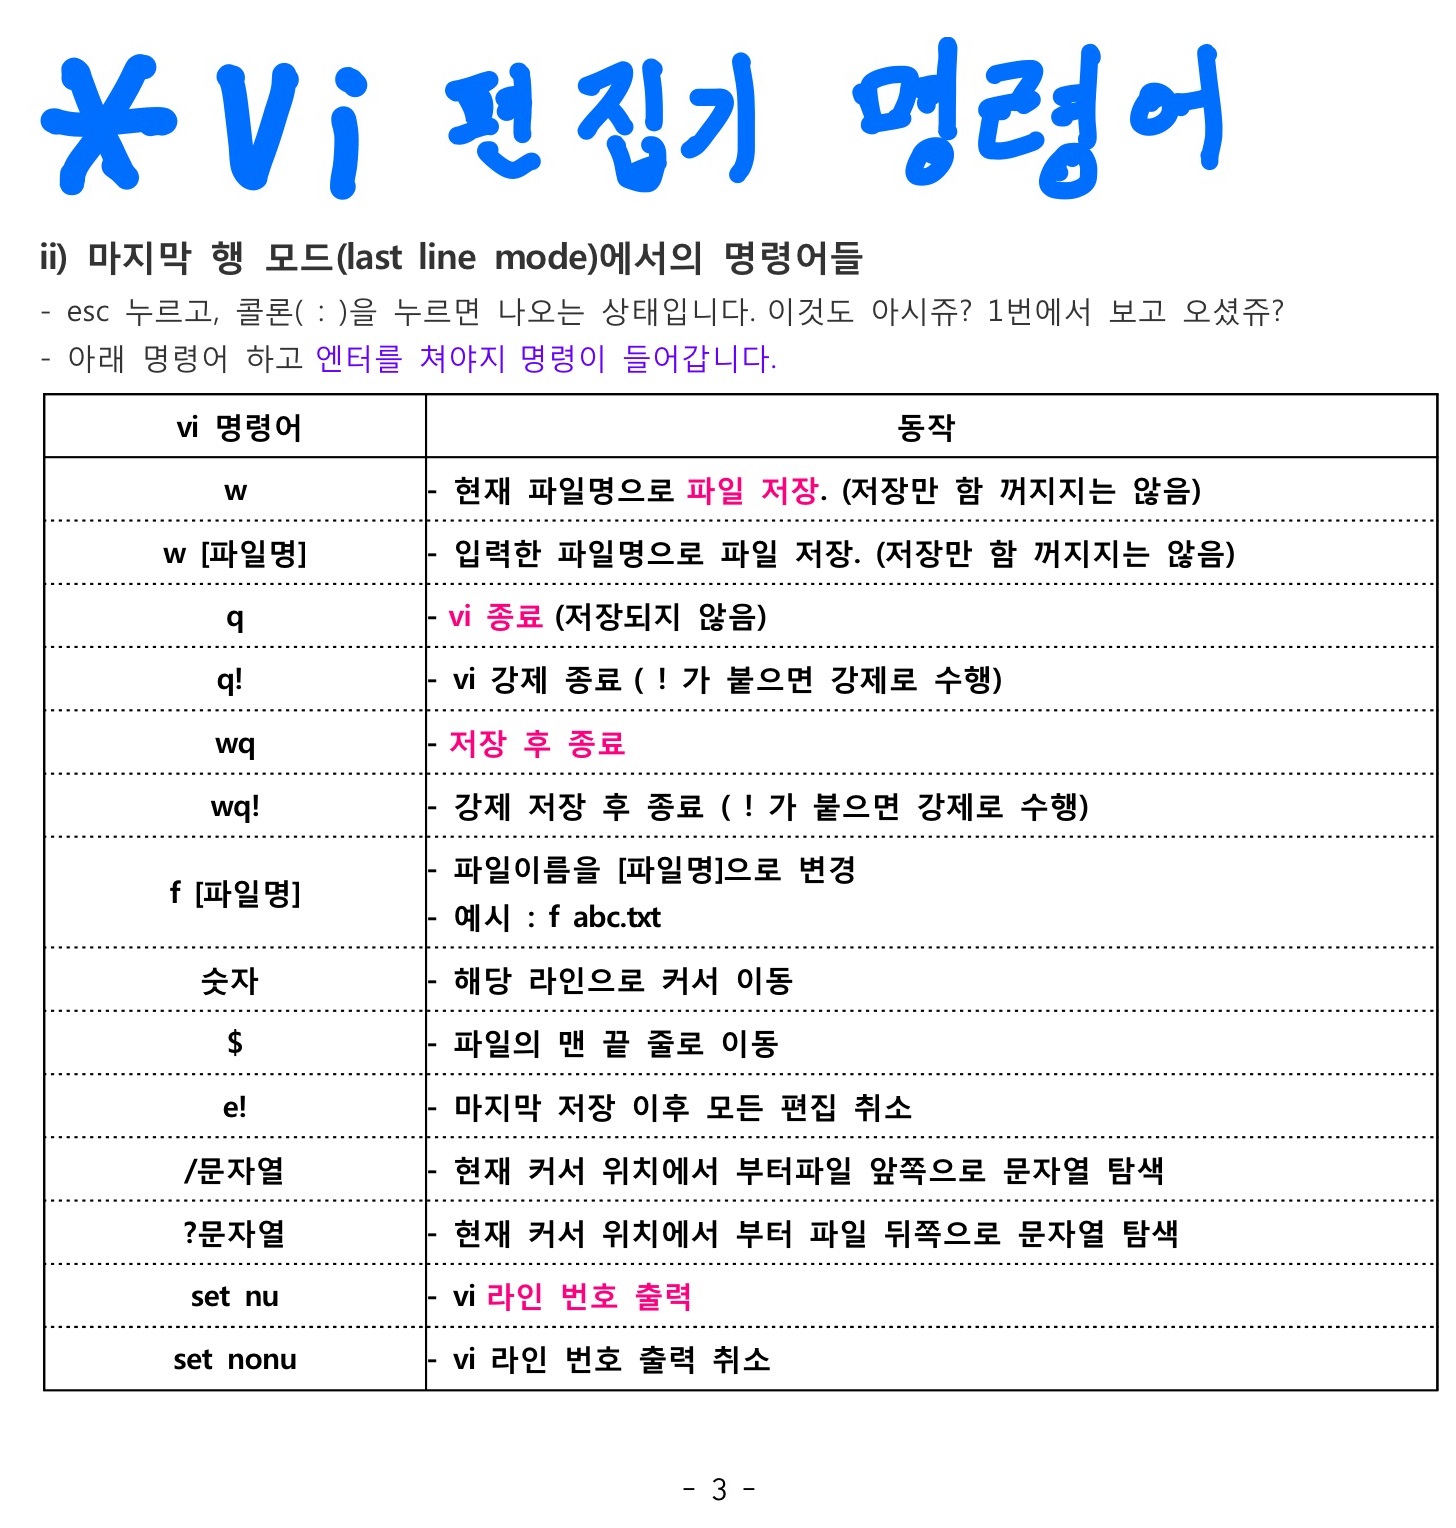 * Vi 편집기 명령어
ii) 마지막 행 모드(last line mode)에서의 명령어들
- esc 누르고, 콜론( : )을 누르면 나오는 상태입니다. 이것도 아시쥬? 1번에서 보고 오셨쥬?
- 아래 명령어 하고 엔터를 쳐야지 명령이 들어갑니다.
vi 명령어 동작
w - 현재 파일명으로 파일 저장. (저장만 함 꺼지지는 않음)
w [파일명] - 입력한 파일명으로 파일 저장. (저장만 함 꺼지지는 않음)
q - vi 종료 (저장되지 않음)
q! - vi 강제 종료 ( ! 가 붙으면 강제로 수행)
wq - 저장 후 종료
wq! - 강제 저장 후 종료 ( ! 가 붙으면 강제로 수행)
f [파일명] - 파일이름을 [파일명]으로 변경
- 예시 : f abc.txt
숫자 - 해당 라인으로 커서 이동
$ - 파일의 맨 끝 줄로 이동
e! - 마지막 저장 이후 모든 편집 취소
/문자열 - 현재 커서 위치에서 부터파일 앞쪽으로 문자열 탐색
?문자열 - 현재 커서 위치에서 부터 파일 뒤쪽으로 문자열 탐색
set nu - vi 라인 번호 출력
set nonu - vi 라인 번호 출력 취소
- 3 -